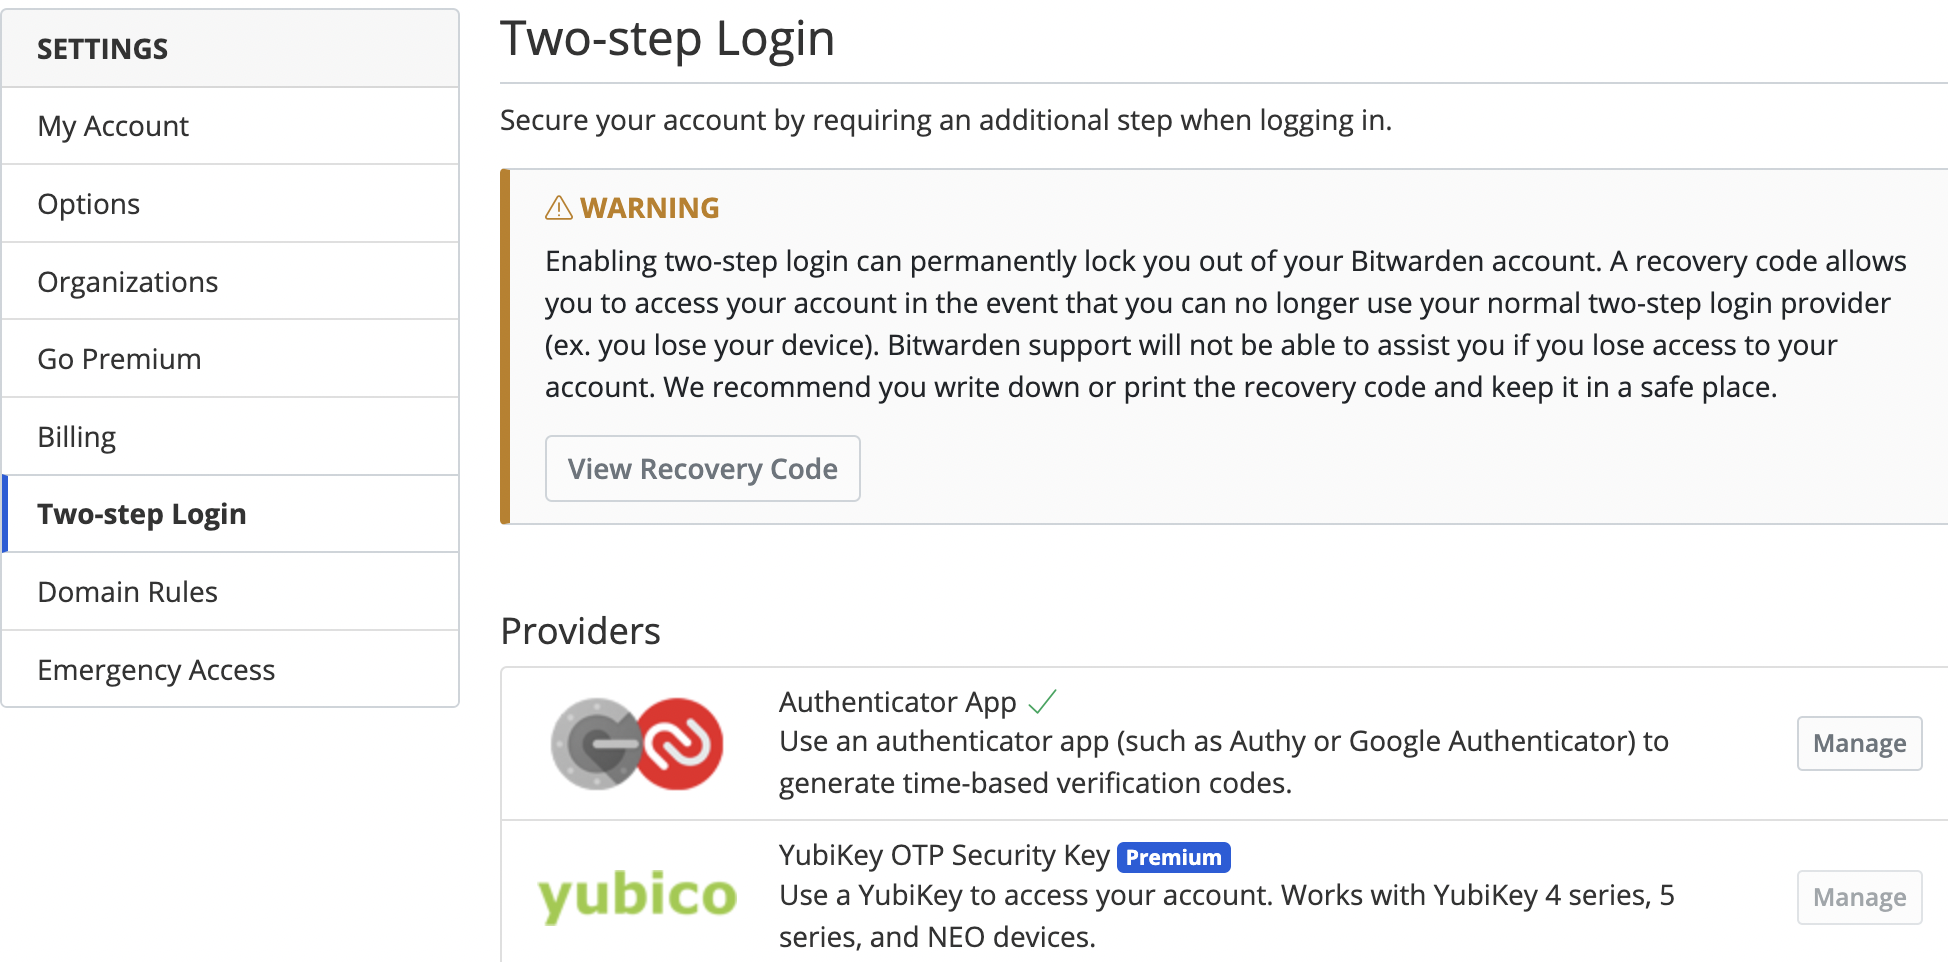 SETTINGS
My Account
Options
Organizations
Go Premium
Billing
Two-step Login
Domain Rules
Emergency Access
Two-step Login
Secure your account by requiring an additional step when logging in.
WARNING
Enabling two-step login can permanently lock you out of your Bitwarden account. A recovery code allows
you to access your account in the event that you can no longer use your normal two-step login provider
(ex. you lose your device). Bitwarden support will not be able to assist you if you lose access to your
account. We recommend you write down or print the recovery code and keep it in a safe place.
View Recovery Code
Providers
Authenticator App
Use an authenticator app (such as Authy or Google Authenticator) to
generate time-based verification codes.
Manage
yubico
YubiKey OTP Security Key Premium
Use a YubiKey to access your account. Works with YubiKey 4 series, 5
series, and NEO devices.
Manage